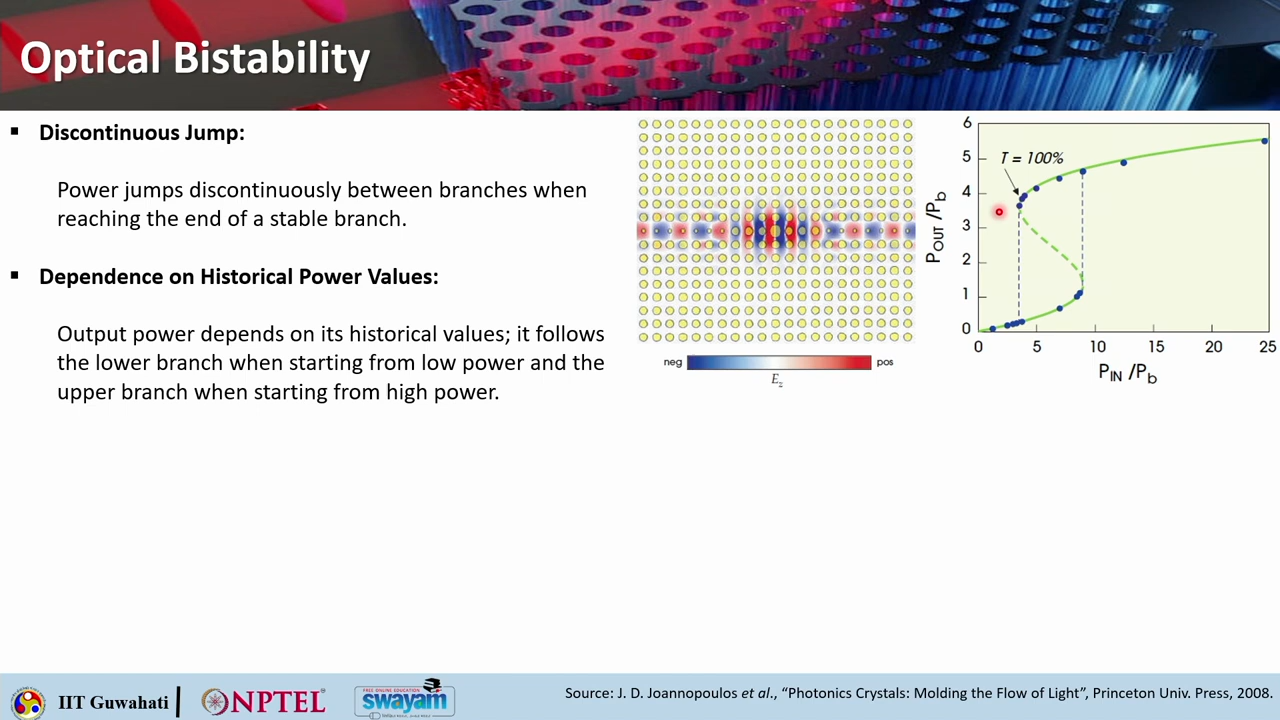 Optical Bistability
▪ Discontinuous Jump:
Power jumps discontinuously between branches when
reaching the end of a stable branch.
▪ Dependence on Historical Power Values:
Output power depends on its historical values; it follows
the lower branch when starting from low power and the
upper branch when starting from high power.
neg pos
E_z
6
5
4
3
2
1
0
P_OUT /P_b
T = 100%
0 5 10 15 20 25
P_IN /P_b
IIT Guwahati
NPTEL
FREE ONLINE EDUCATION
swayam
Source: J. D. Joannopoulos et al., “Photonics Crystals: Molding the Flow of Light”, Princeton Univ. Press, 2008.